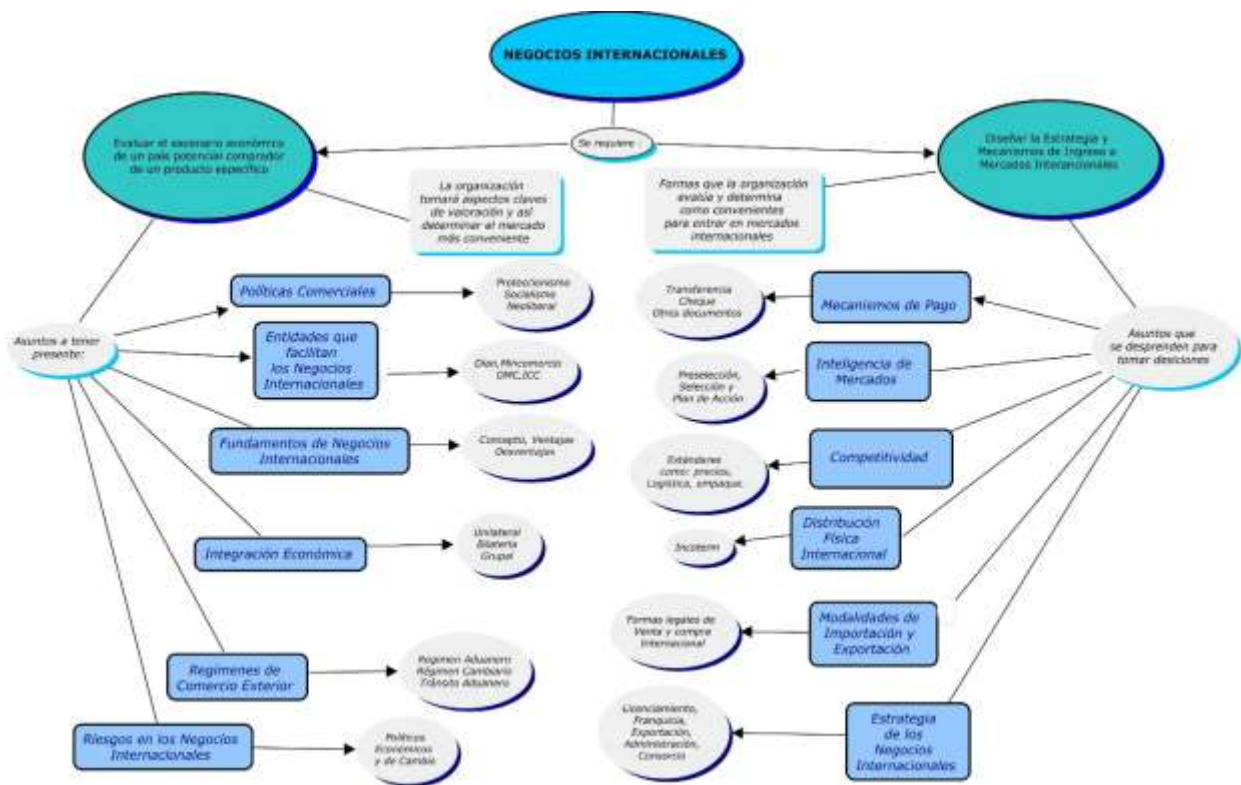 NEGOCIOS INTERNACIONALES
Se requiere :
Evaluar el escenario económico
de un país potencial comprador
de un producto específico
La organización
tomará aspectos claves
de valoración y así
determinar el mercado
más conveniente
Asuntos a tener
presente:
Políticas Comerciales
Proteccionismo
Socialismo
Neoliberal
Entidades que
facilitan
los Negocios
Internacionales
Dian,Mincomercio
OMC,ICC
Fundamentos de Negocios
Internacionales
Concepto, Ventajas
Desventajas
Integración Económica
Unilateral
Bilateria
Grupal
Regimenes de
Comercio Exterior
Régimen Aduanero
Régimen Cambiario
Tránsito Aduanero
Riesgos en los Negocios
Internacionales
Políticos
Económicos
y de Cambio
Diseñar la Estrategia y
Mecanismos de Ingreso a
Mercados Interancionales
Formas que la organización
evalúa y determina
como convenientes
para entrar en mercados
internacionales
Asuntos que
se desprenden para
tomar desiciones
Mecanismos de Pago
Transferencia
Cheque
Otros documentos
Inteligencia de
Mercados
Preselección,
Selección y
Plan de Acción
Competitividad
Estándares
como: precios,
Logística, empaque.
Distribución
Física
Internacional
Incoterm
Modalidades de
Importación y
Exportación
Formas legales de
Venta y compra
Internacional
Estrategia
de los
Negocios
Internacionales
Licenciamiento,
Franquicia,
Exportación,
Administración,
Consorcio